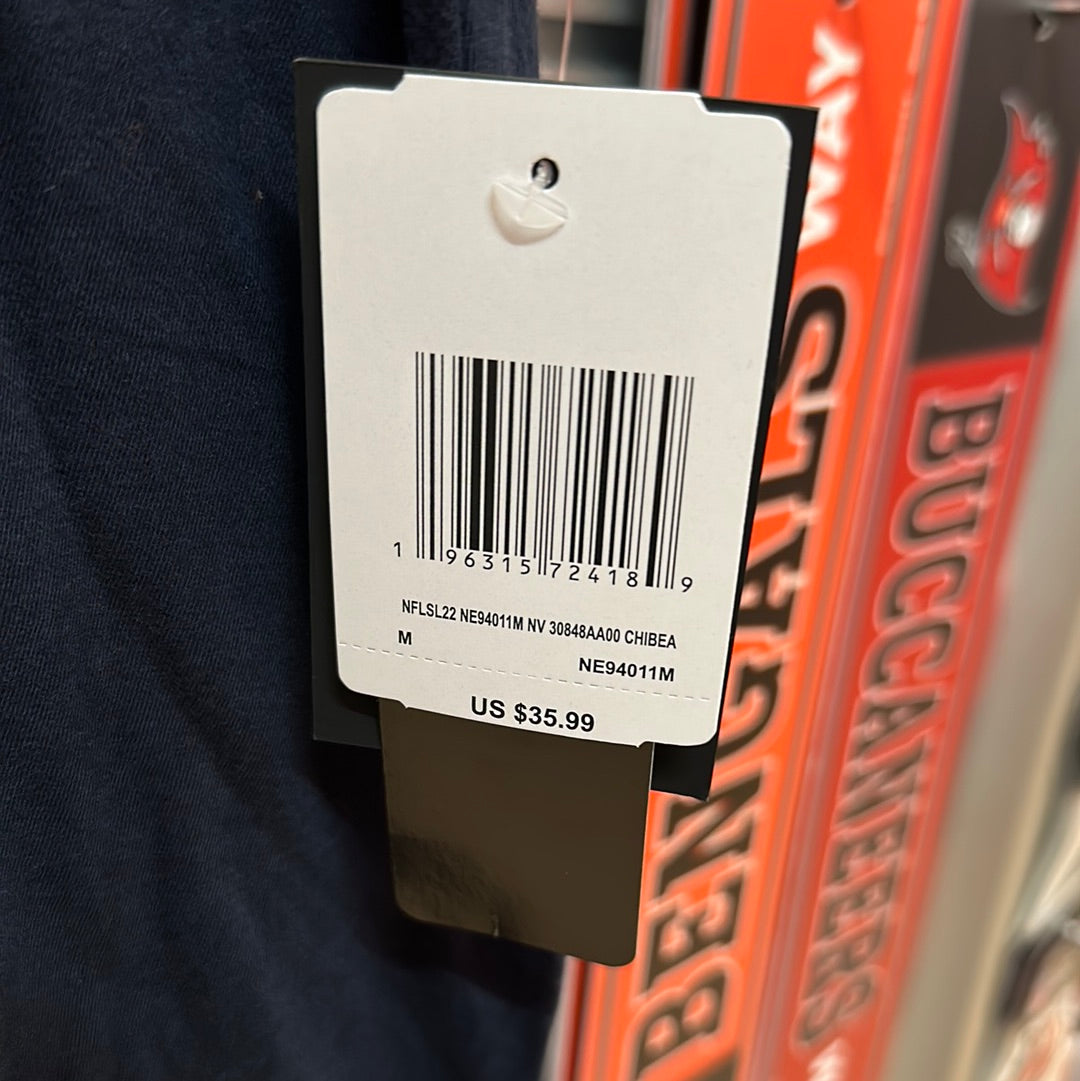 1 96315 72418 9
NFLSL22 NE94011M NV 30848AA00 CHIBEA
M
NE94011M
US $35.99
BENGALS WAY
BUCCANEERS